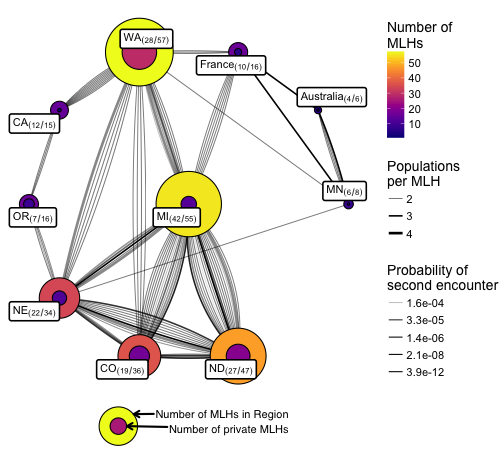 WA(28/57)
France(10/16)
Australia(4/6)
CA(12/15)
MN(6/8)
OR(7/16)
MI(42/55)
NE(22/34)
CO(19/36)
ND(27/47)
Number of MLHs in Region
Number of private MLHs
Number of
MLHs
50
40
30
20
10
Populations
per MLH
2
3
4
Probability of
second encounter
1.6e-04
3.3e-05
1.4e-06
2.1e-08
3.9e-12